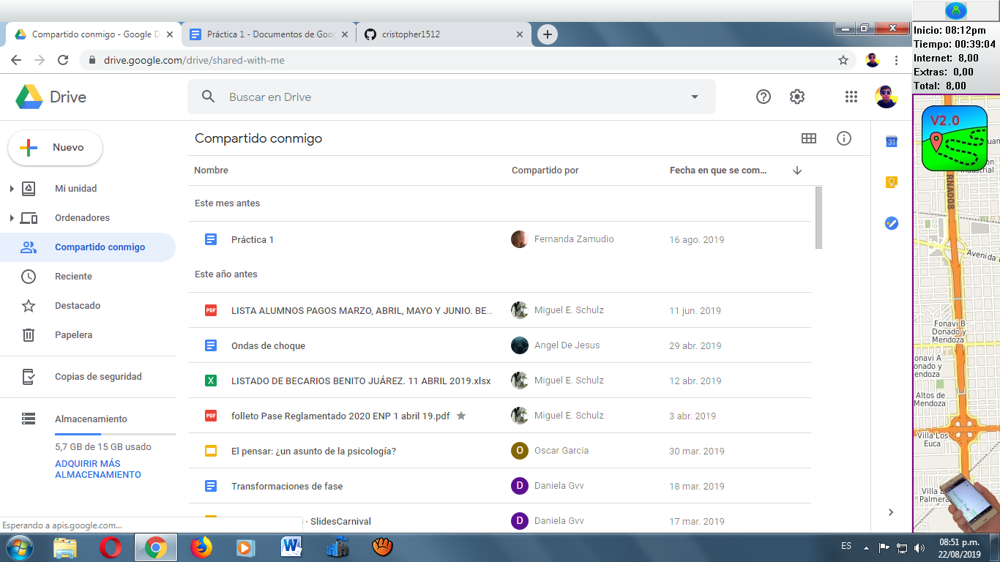 Compartido conmigo - Google D
Práctica 1 - Documentos de Goo
cristopher1512
drive.google.com/drive/shared-with-me
Drive
Buscar en Drive
Nuevo
Mi unidad
Ordenadores
Compartido conmigo
Reciente
Destacado
Papelera
Copias de seguridad
Almacenamiento
5,7 GB de 15 GB usado
ADQUIRIR MÁS
ALMACENAMIENTO
Compartido conmigo
Nombre Compartido por Fecha en que se com...
Este mes antes
Práctica 1 Fernanda Zamudio 16 ago. 2019
Este año antes
PDF LISTA ALUMNOS PAGOS MARZO, ABRIL, MAYO Y JUNIO. BE... Miguel E. Schulz 11 jun. 2019
Ondas de choque Angel De Jesus 29 abr. 2019
X LISTADO DE BECARIOS BENITO JUÁREZ. 11 ABRIL 2019.xlsx Miguel E. Schulz 12 abr. 2019
PDF folleto Pase Reglamentado 2020 ENP 1 abril 19.pdf Miguel E. Schulz 3 abr. 2019
El pensar: ¿un asunto de la psicología? O Oscar Garcia 30 mar. 2019
Transformaciones de fase D Daniela Gvv 18 mar. 2019
· SlidesCarnival D Daniela Gvv 17 mar. 2019
Esperando a apis.google.com...
31
Inicio: 08:12pm
Tiempo: 00:39:04
Internet: 8,00
Extras: 0,00
Total: 8,00
V2.0
Industrial
RNA008
Avenida
Fonavi B
Donado y
Mendoza
onavi A
onado y
endoza
Altos de
Mendoza
Villa Los
Euca
Villa L
Palmera
ES
08:51 p.m.
22/08/2019